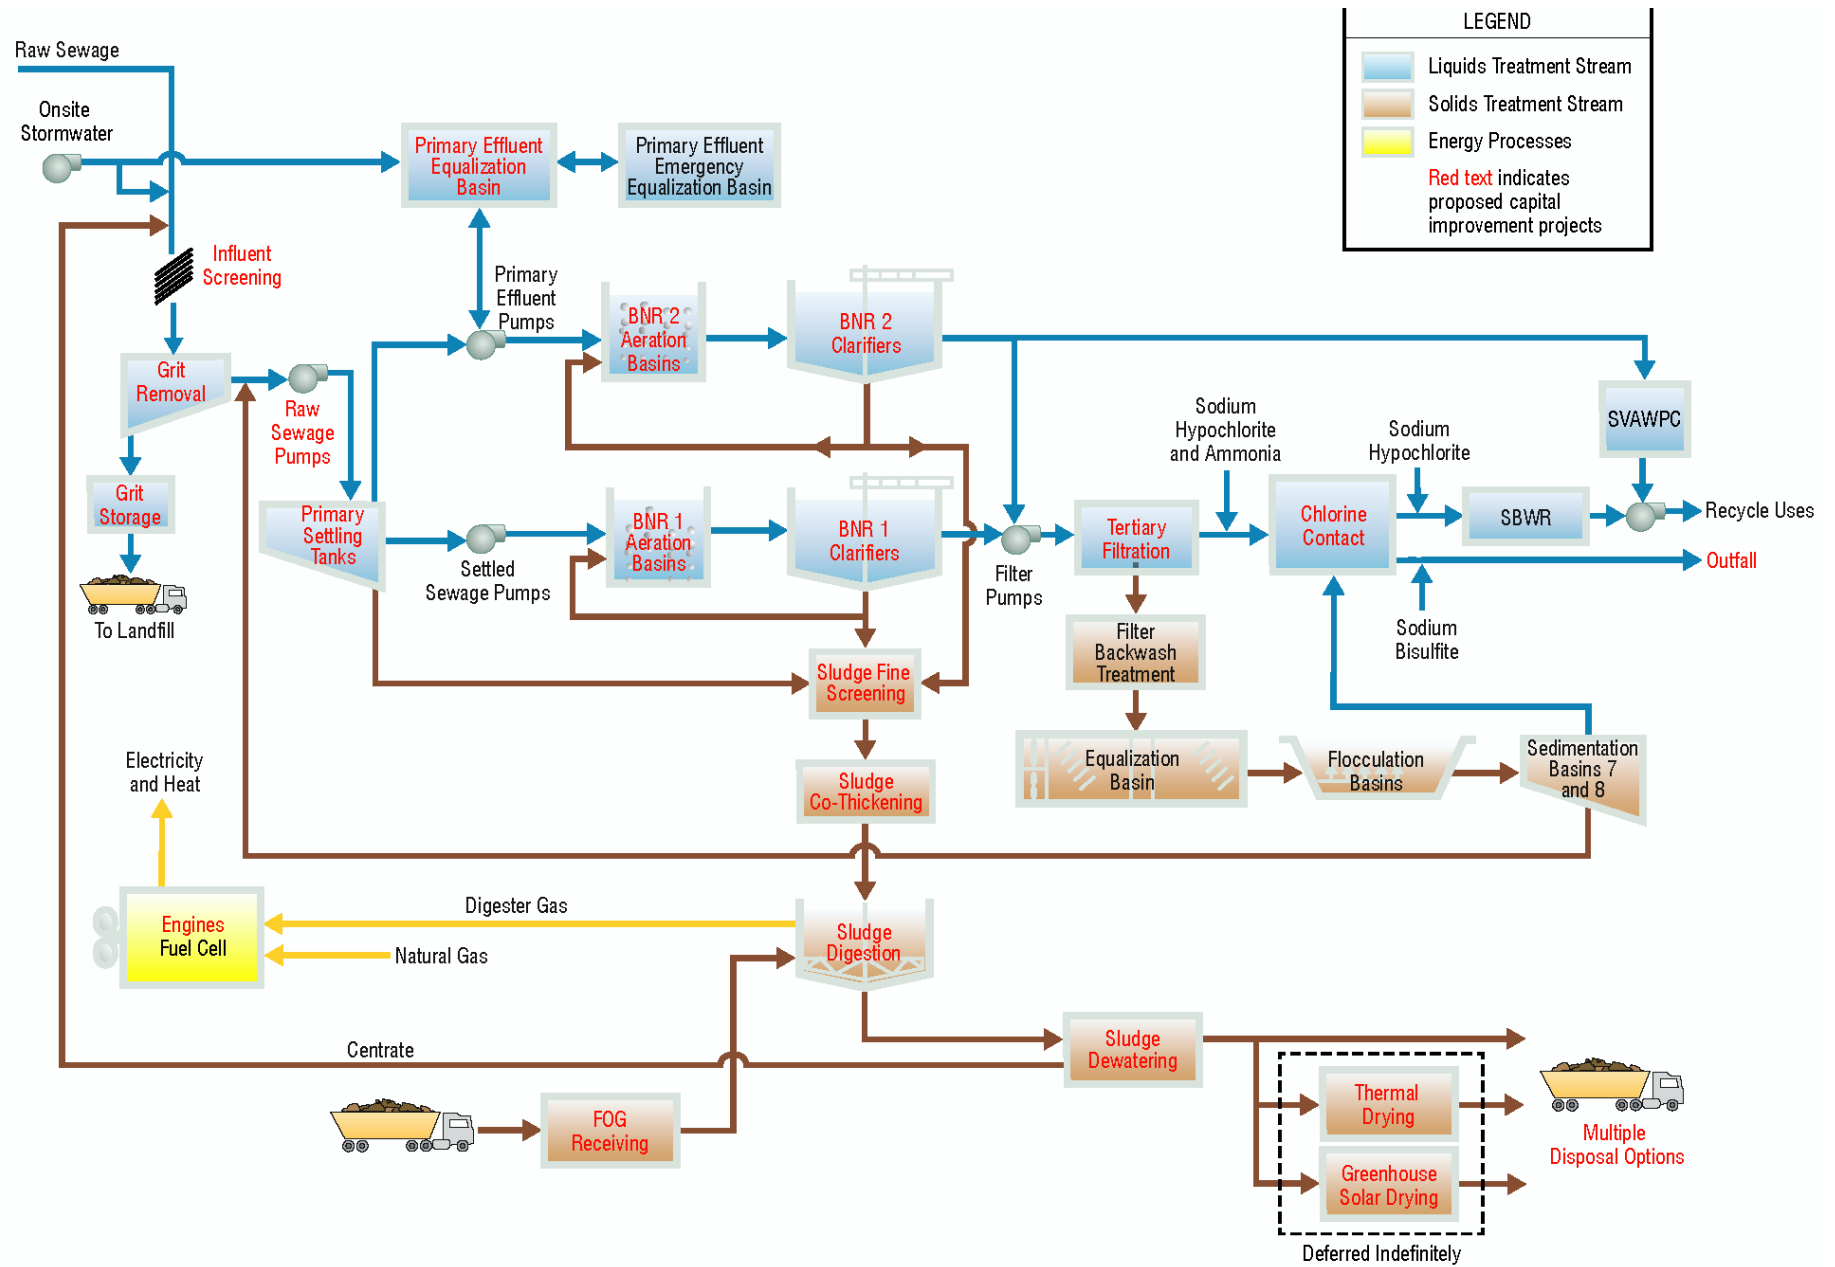 LEGEND
Liquids Treatment Stream
Solids Treatment Stream
Energy Processes
Red text indicates
proposed capital
improvement projects
Raw Sewage
Onsite
Stormwater
Primary Effluent
Equalization
Basin
Primary Effluent
Emergency
Equalization Basin
Influent
Screening
Primary
Effluent
Pumps
BNR 2
Aeration
Basins
BNR 2
Clarifiers
Grit
Removal
Raw
Sewage
Pumps
SVAWPC
Sodium
Hypochlorite
and Ammonia
Sodium
Hypochlorite
Grit
Storage
Primary
Settling
Tanks
Settled
Sewage Pumps
BNR 1
Aeration
Basins
BNR 1
Clarifiers
Filter
Pumps
Tertiary
Filtration
Chlorine
Contact
SBWR
Recycle Uses
Outfall
To Landfill
Sodium
Bisulfite
Filter
Backwash
Treatment
Sludge Fine
Screening
Electricity
and Heat
Sludge
Co-Thickening
Equalization
Basin
Flocculation
Basins
Sedimentation
Basins 7
and 8
Engines
Fuel Cell
Digester Gas
Natural Gas
Sludge
Digestion
Centrate
Sludge
Dewatering
FOG
Receiving
Thermal
Drying
Greenhouse
Solar Drying
Multiple
Disposal Options
Deferred Indefinitely